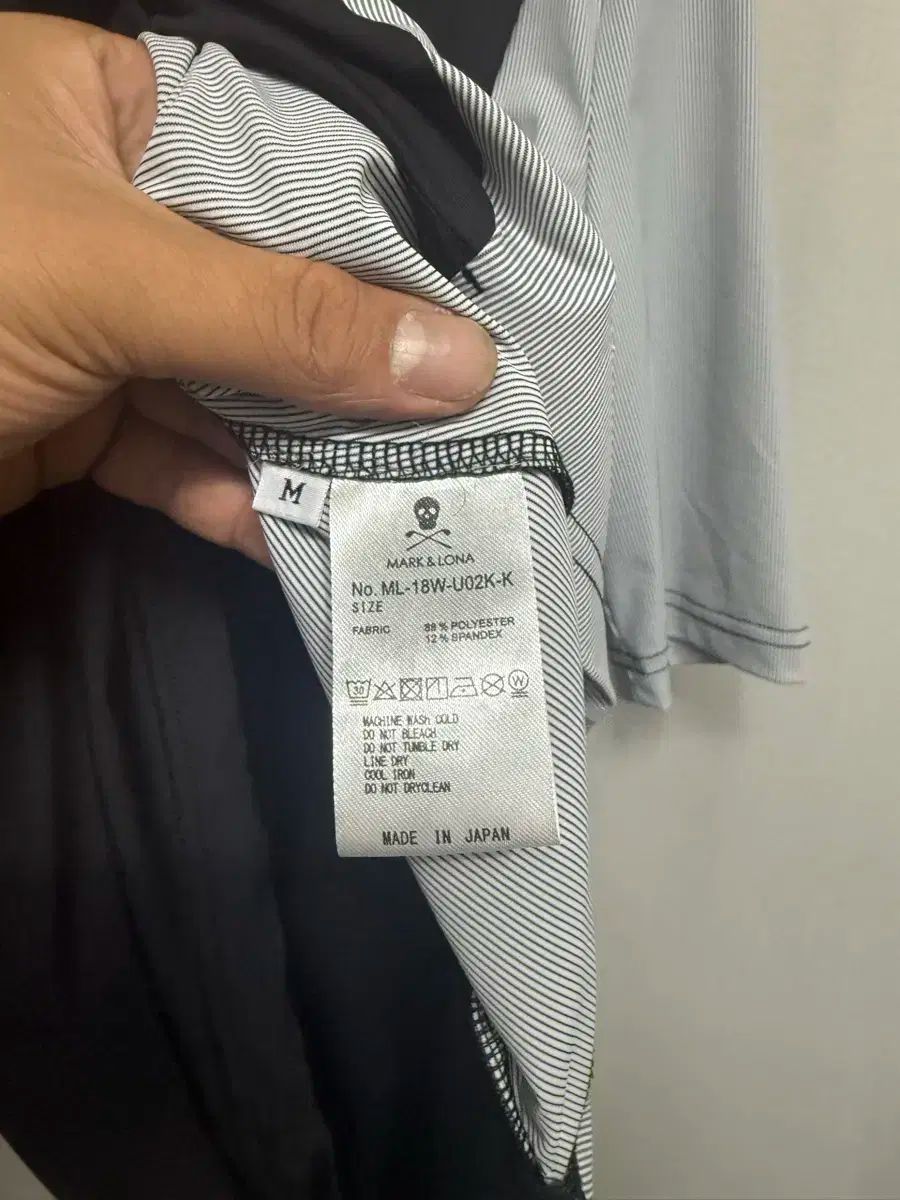 M
MARK & LONA
No. ML-18W-U02K-K
SIZE
FABRIC 88 % POLYESTER
12 % SPANDEX
30 W
MACHINE WASh COLD
DO NOT BLEACH
DO NOT TUMBLE DRY
LINE DRY
COOL IRON
DO NOT DRYCLEAN
MADE IN JAPAN